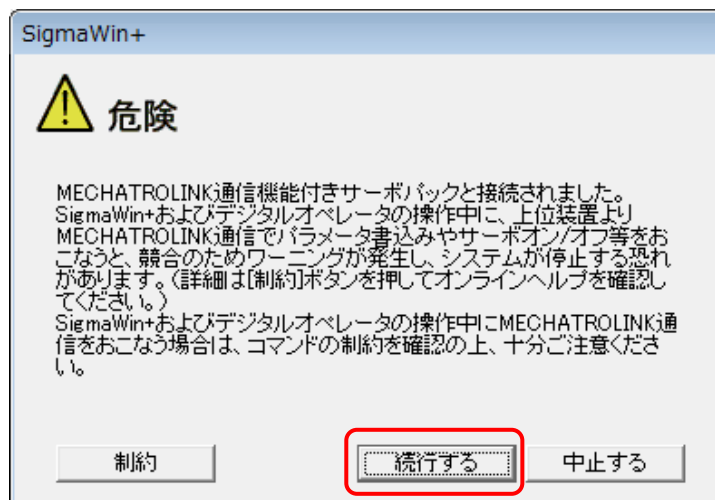 SigmaWin+
危険
MECHATROLINK通信機能付きサーボパックと接続されました。
SigmaWin+およびデジタルオペレータの操作中に、上位装置より
MECHATROLINK通信でパラメータ書込みやサーボオン/オフ等をお
こなうと、競合のためワーニングが発生し、システムが停止する恐れ
があります。（詳細は[制約]ボタンを押してオンラインヘルプを確認し
てください。）
SigmaWin+およびデジタルオペレータの操作中にMECHATROLINK通
信をおこなう場合は、コマンドの制約を確認の上、十分ご注意くださ
い。
制約 続行する 中止する